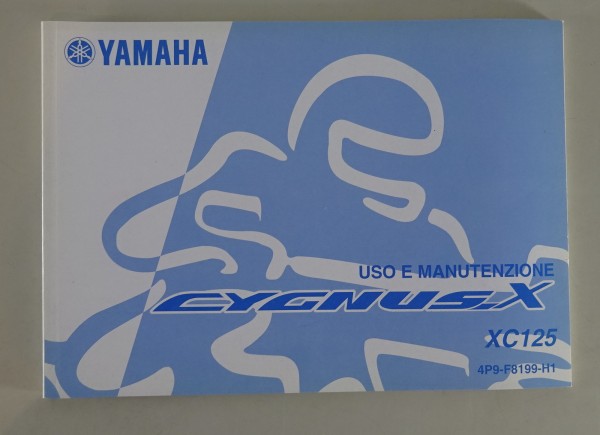 YAMAHA
USO E MANUTENZIONE
CYGNUS.X
XC125
4P9-F8199-H1